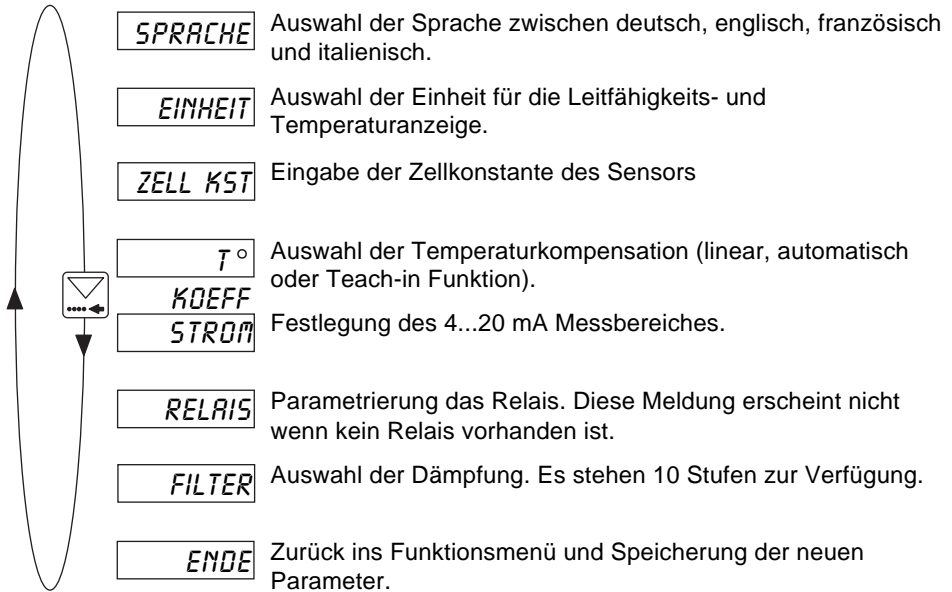 SPRACHE
Auswahl der Sprache zwischen deutsch, englisch, französisch
und italienisch.
EINHEIT
Auswahl der Einheit für die Leitfähigkeits- und
Temperaturanzeige.
ZELL KST
Eingabe der Zellkonstante des Sensors
T°
KOEFF
Auswahl der Temperaturkompensation (linear, automatisch
oder Teach-in Funktion).
STROM
Festlegung des 4...20 mA Messbereiches.
RELAIS
Parametrierung das Relais. Diese Meldung erscheint nicht
wenn kein Relais vorhanden ist.
FILTER
Auswahl der Dämpfung. Es stehen 10 Stufen zur Verfügung.
ENDE
Zurück ins Funktionsmenü und Speicherung der neuen
Parameter.